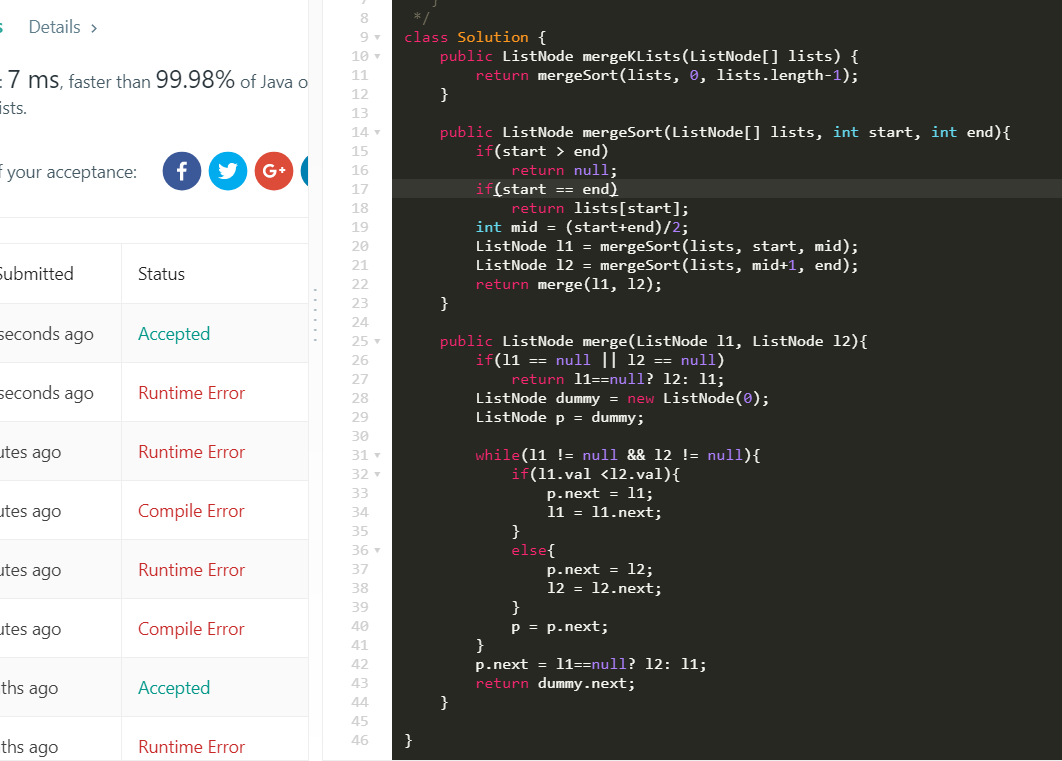 Details >
: 7 ms, faster than 99.98% of Java o
ists.
f your acceptance:
f
G+
Submitted Status
seconds ago Accepted
seconds ago Runtime Error
utes ago Runtime Error
utes ago Compile Error
utes ago Runtime Error
utes ago Compile Error
ths ago Accepted
ths ago Runtime Error
8 */
9 class Solution {
10 public ListNode mergeKLists(ListNode[] lists) {
11 return mergeSort(lists, 0, lists.length-1);
12 }
13
14 public ListNode mergeSort(ListNode[] lists, int start, int end){
15 if(start > end)
16 return null;
17 if(start == end)
18 return lists[start];
19 int mid = (start+end)/2;
20 ListNode l1 = mergeSort(lists, start, mid);
21 ListNode l2 = mergeSort(lists, mid+1, end);
22 return merge(l1, l2);
23 }
24
25 public ListNode merge(ListNode l1, ListNode l2){
26 if(l1 == null || l2 == null)
27 return l1==null? l2: l1;
28 ListNode dummy = new ListNode(0);
29 ListNode p = dummy;
30
31 while(l1 != null && l2 != null){
32 if(l1.val <l2.val){
33 p.next = l1;
34 l1 = l1.next;
35 }
36 else{
37 p.next = l2;
38 l2 = l2.next;
39 }
40 p = p.next;
41 }
42 p.next = l1==null? l2: l1;
43 return dummy.next;
44 }
45
46 }